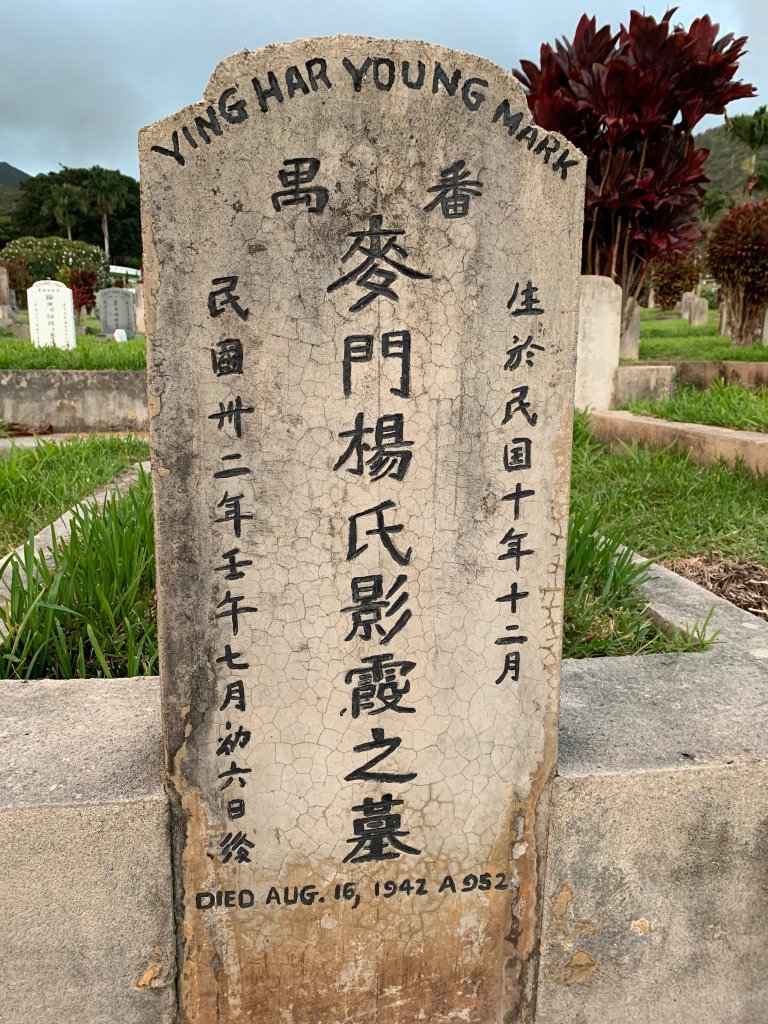 YING HAR YOUNG MARK
番禺
生於民国十年十二月
麥門楊氏影霞之墓
民國卅二年壬午七月初六日
DIED AUG. 16, 1942 A952